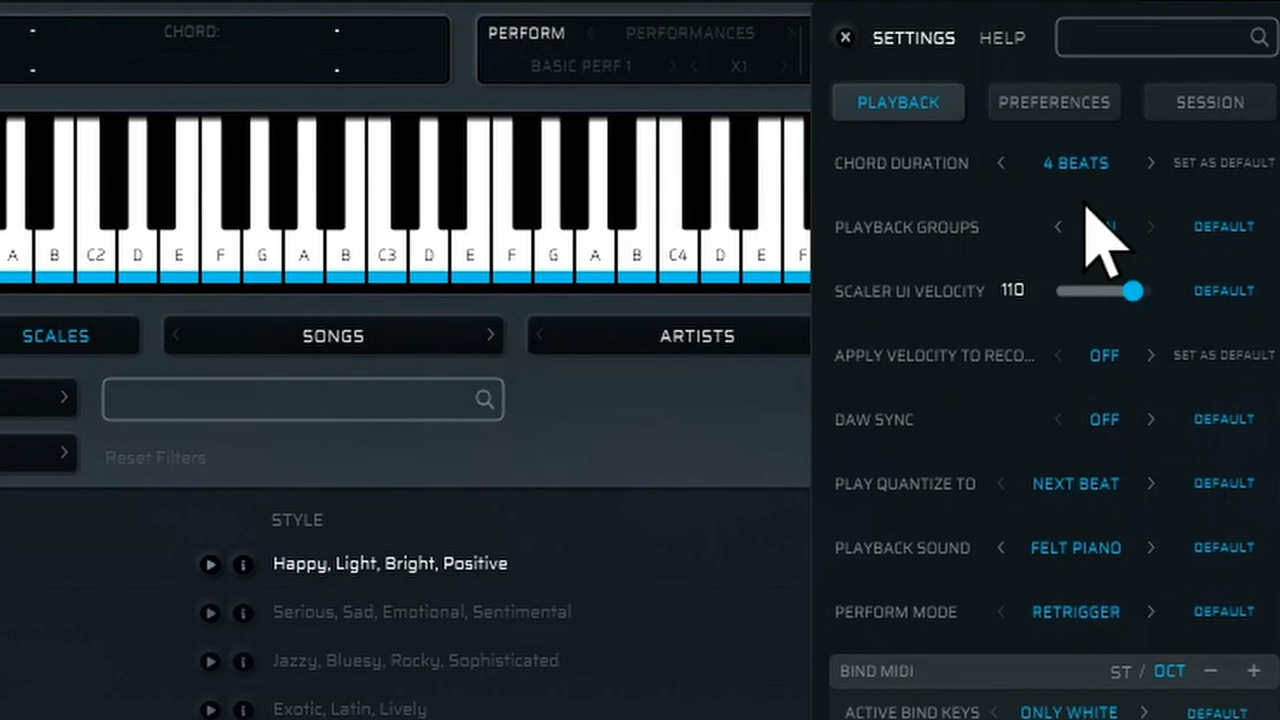 CHORD:
PERFORM PERFORMANCES
BASIC PERF 1 X1
SETTINGS HELP
PLAYBACK PREFERENCES SESSION
CHORD DURATION 4 BEATS SET AS DEFAULT
PLAYBACK GROUPS DEFAULT
SCALER UI VELOCITY 110 DEFAULT
APPLY VELOCITY TO RECO... OFF SET AS DEFAULT
DAW SYNC OFF DEFAULT
PLAY QUANTIZE TO NEXT BEAT DEFAULT
PLAYBACK SOUND FELT PIANO DEFAULT
PERFORM MODE RETRIGGER DEFAULT
BIND MIDI ST / OCT - +
ACTIVE BIND KEYS ONLY WHITE DEFAULT
A B C2 D E F G A B C3 D E F G A B C4 D E F
SCALES SONGS ARTISTS
Reset Filters
STYLE
Happy, Light, Bright, Positive
Serious, Sad, Emotional, Sentimental
Jazzy, Bluesy, Rocky, Sophisticated
Exotic, Latin, Lively